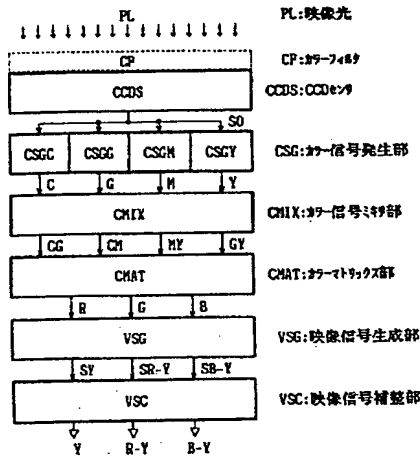 PL PL:映像光
CF CF:カラーフィルタ
CCDS CCDS:CCDセンサ
SO
CSGC CSGG CSGM CSGY CSG:カラー信号発生部
C G M Y
CMIX CMIX:カラー信号ミキサ部
CG CM MY GY
CMAT CMAT:カラーマトリックス部
R G B
VSG VSG:映像信号生成部
SY SR-Y SB-Y
VSC VSC:映像信号補整部
Y R-Y B-Y